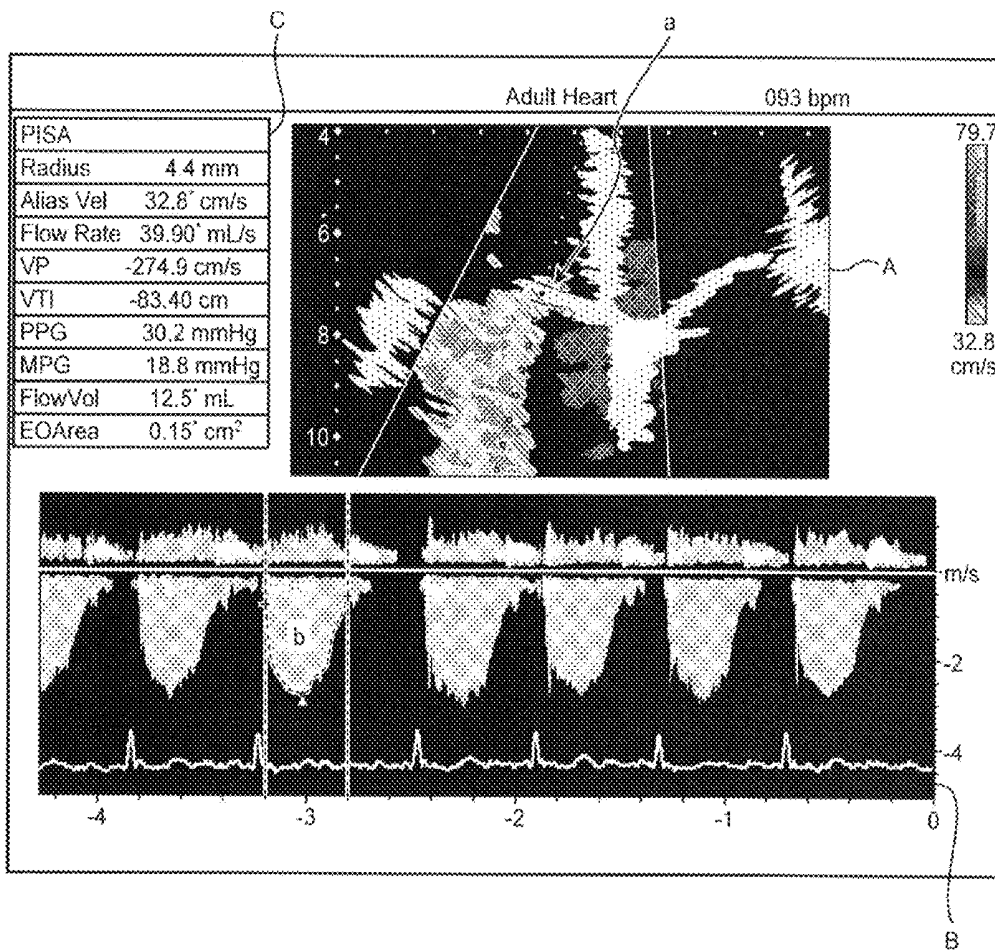 C
a
Adult Heart 093 bpm
PISA
Radius 4.4 mm
Alias Vel 32.8* cm/s
Flow Rate 39.90* mL/s
VP -274.9 cm/s
VTI -83.40 cm
PPG 30.2 mmHg
MPG 18.8 mmHg
FlowVol 12.5* mL
EOArea 0.15* cm²
4
6
8
10
A
79.7
32.8
cm/s
b
m/s
-2
-4
-4 -3 -2 -1 0
B